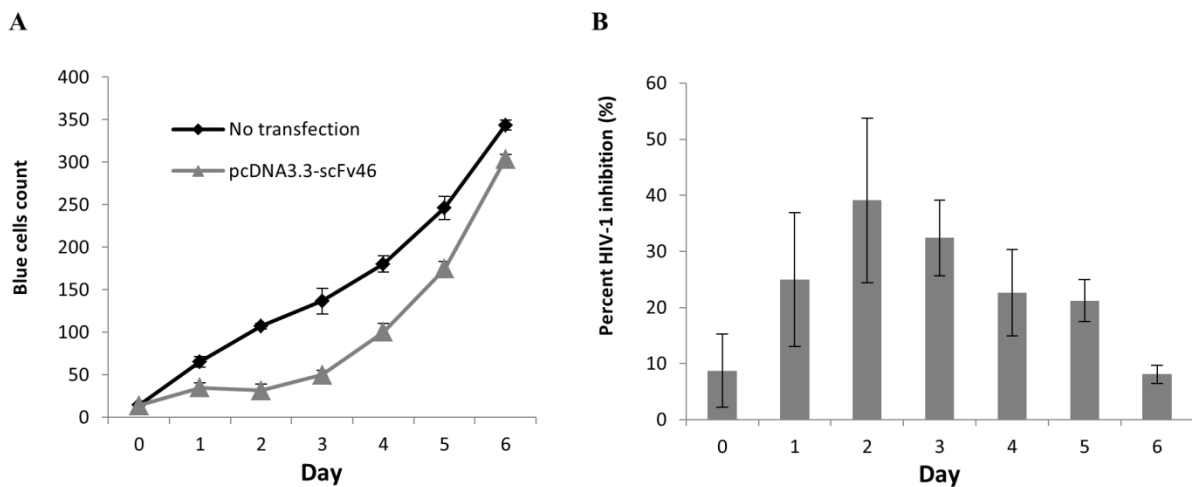 A
Blue cells count
400
350
300
250
200
150
100
50
0
No transfection
pcDNA3.3-scFv46
0 1 2 3 4 5 6
Day
B
Percent HIV-1 inhibition (%)
60
50
40
30
20
10
0
0 1 2 3 4 5 6
Day